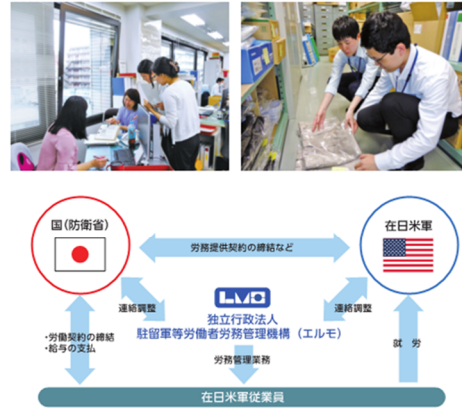 国(防衛省)
在日米軍
労務提供契約の締結など
連絡調整
LMO
連絡調整
独立行政法人
駐留軍等労働者労務管理機構(エルモ)
・労働契約の締結
・給与の支払
労務管理業務
就 労
在日米軍従業員